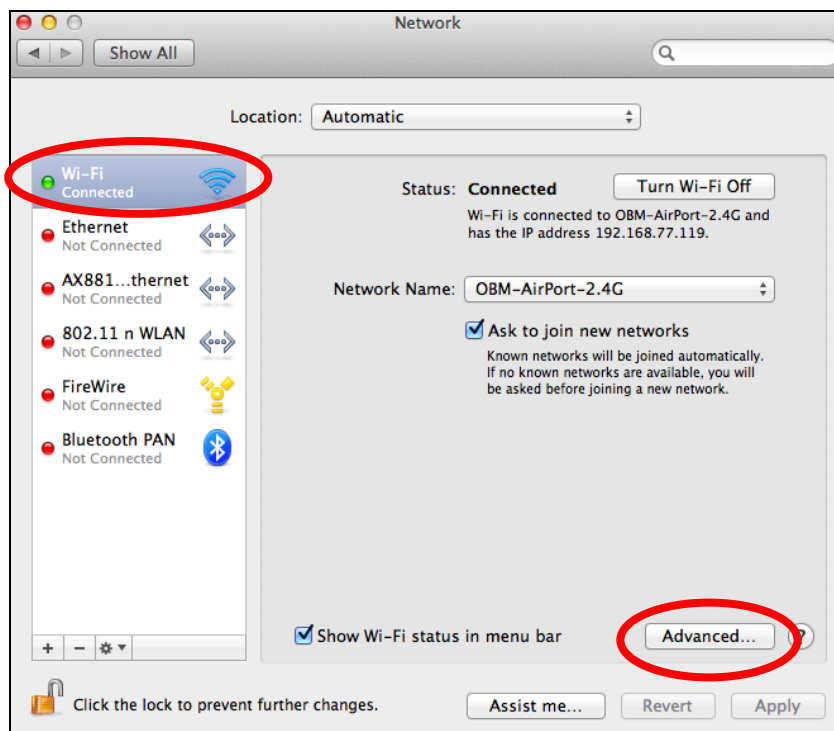 Network
Show All
Location: Automatic
Wi-Fi
Connected
Ethernet
Not Connected
AX881...thernet
Not Connected
802.11 n WLAN
Not Connected
FireWire
Not Connected
Bluetooth PAN
Not Connected
+ −
Status: Connected
Turn Wi-Fi Off
Wi-Fi is connected to OBM-AirPort-2.4G and
has the IP address 192.168.77.119.
Network Name: OBM-AirPort-2.4G
Ask to join new networks
Known networks will be joined automatically.
If no known networks are available, you will
be asked before joining a new network.
Show Wi-Fi status in menu bar
Advanced... ?
Click the lock to prevent further changes.
Assist me... Revert Apply